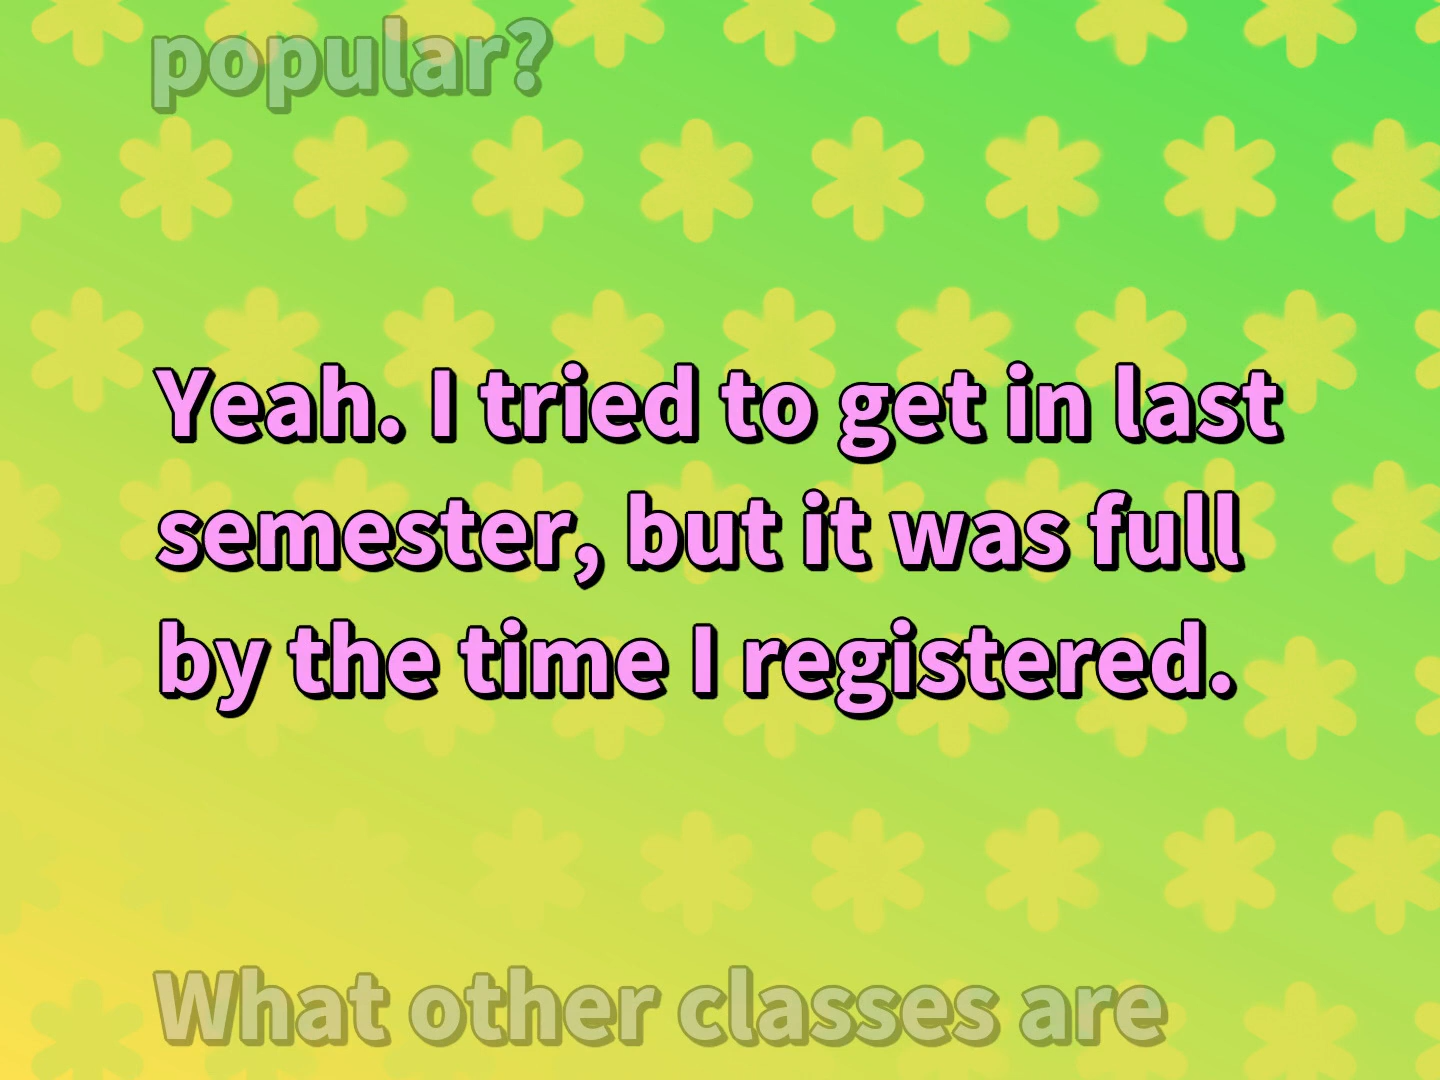 popular?
Yeah. I tried to get in last
semester, but it was full
by the time I registered.
What other classes are